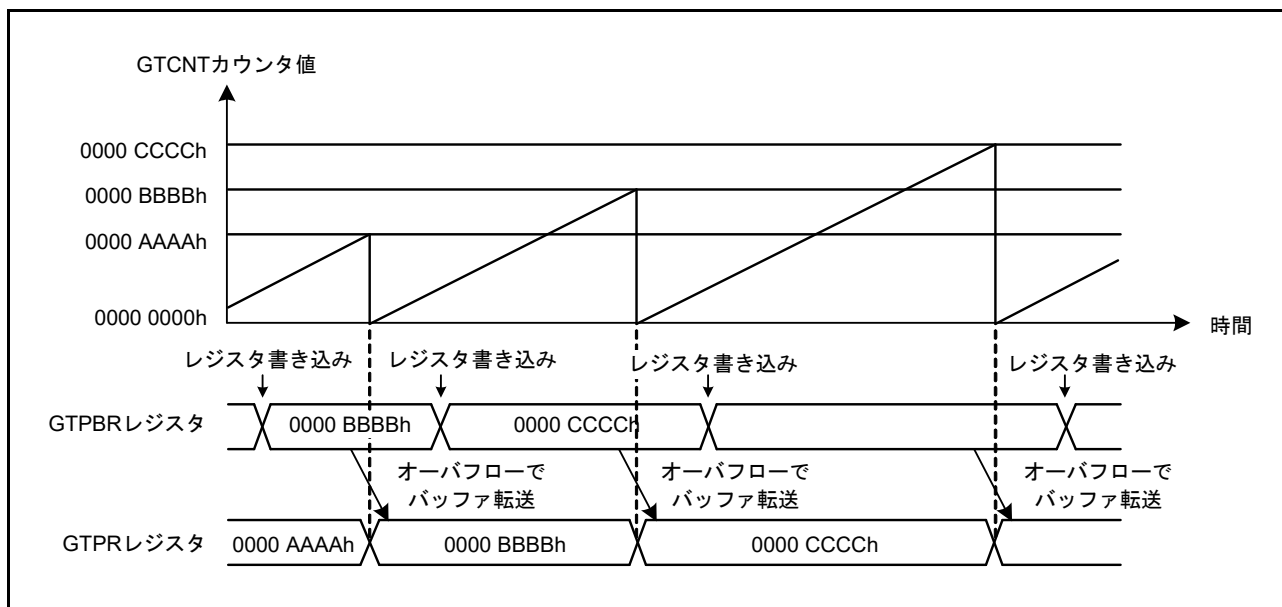 GTCNTカウンタ値
0000 CCCCh
0000 BBBBh
0000 AAAAh
0000 0000h
時間
レジスタ書き込み
レジスタ書き込み
レジスタ書き込み
レジスタ書き込み
GTPBRレジスタ
0000 BBBBh
0000 CCCCh
オーバフローで
バッファ転送
オーバフローで
バッファ転送
オーバフローで
バッファ転送
GTPRレジスタ
0000 AAAAh
0000 BBBBh
0000 CCCCh